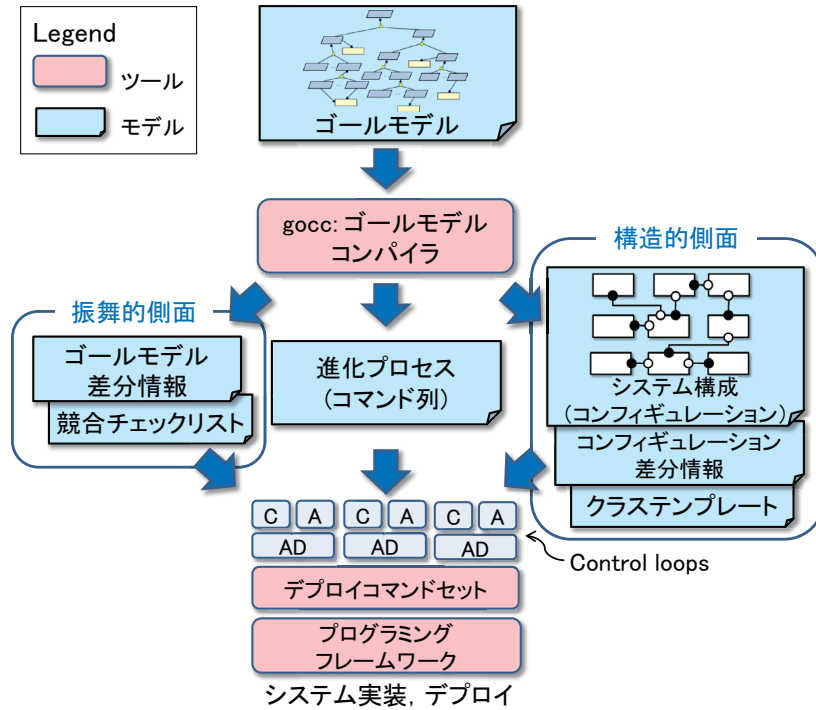 Legend
ツール
モデル
ゴールモデル
gocc: ゴールモデル
コンパイラ
振舞的側面
ゴールモデル
差分情報
競合チェックリスト
進化プロセス
(コマンド列)
構造的側面
システム構成
(コンフィギュレーション)
コンフィギュレーション
差分情報
クラステンプレート
C A C A C A
AD AD AD
Control loops
デプロイコマンドセット
プログラミング
フレームワーク
システム実装, デプロイ